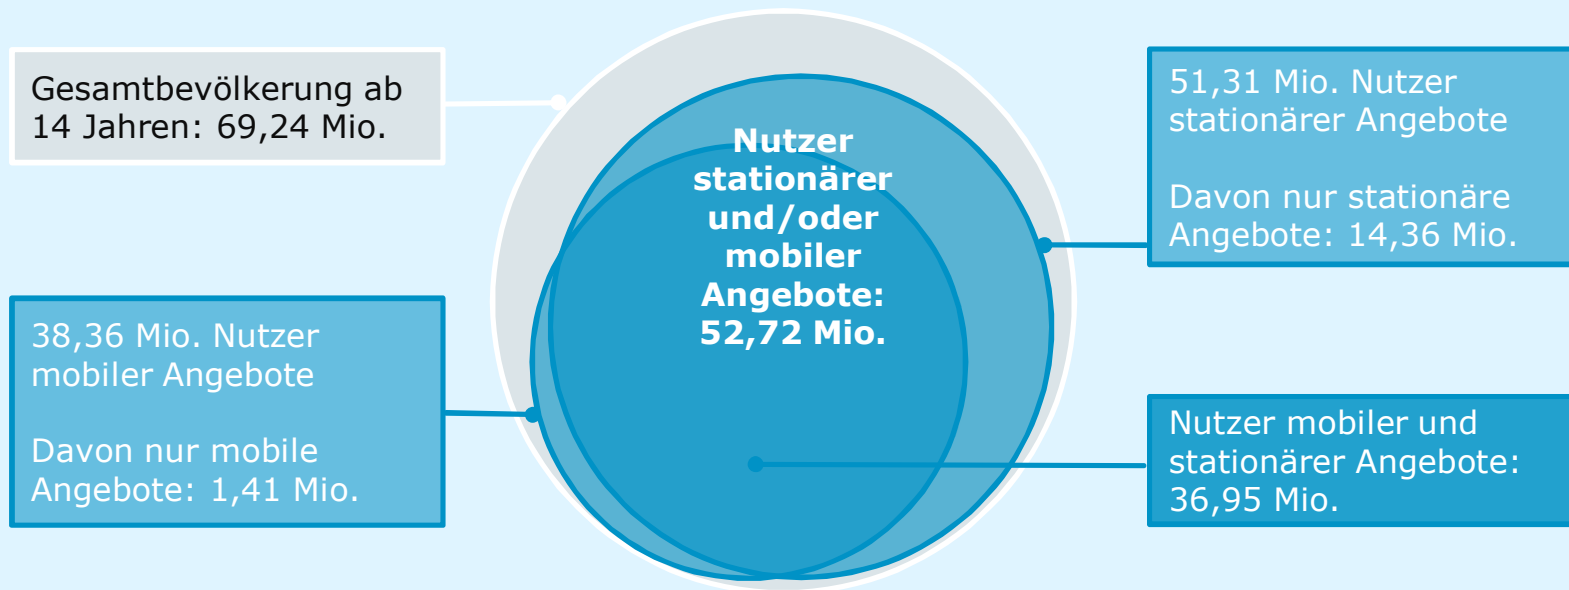 Gesamtbevölkerung ab
14 Jahren: 69,24 Mio.
38,36 Mio. Nutzer
mobiler Angebote
Davon nur mobile
Angebote: 1,41 Mio.
Nutzer
stationärer
und/oder
mobiler
Angebote:
52,72 Mio.
51,31 Mio. Nutzer
stationärer Angebote
Davon nur stationäre
Angebote: 14,36 Mio.
Nutzer mobiler und
stationärer Angebote:
36,95 Mio.